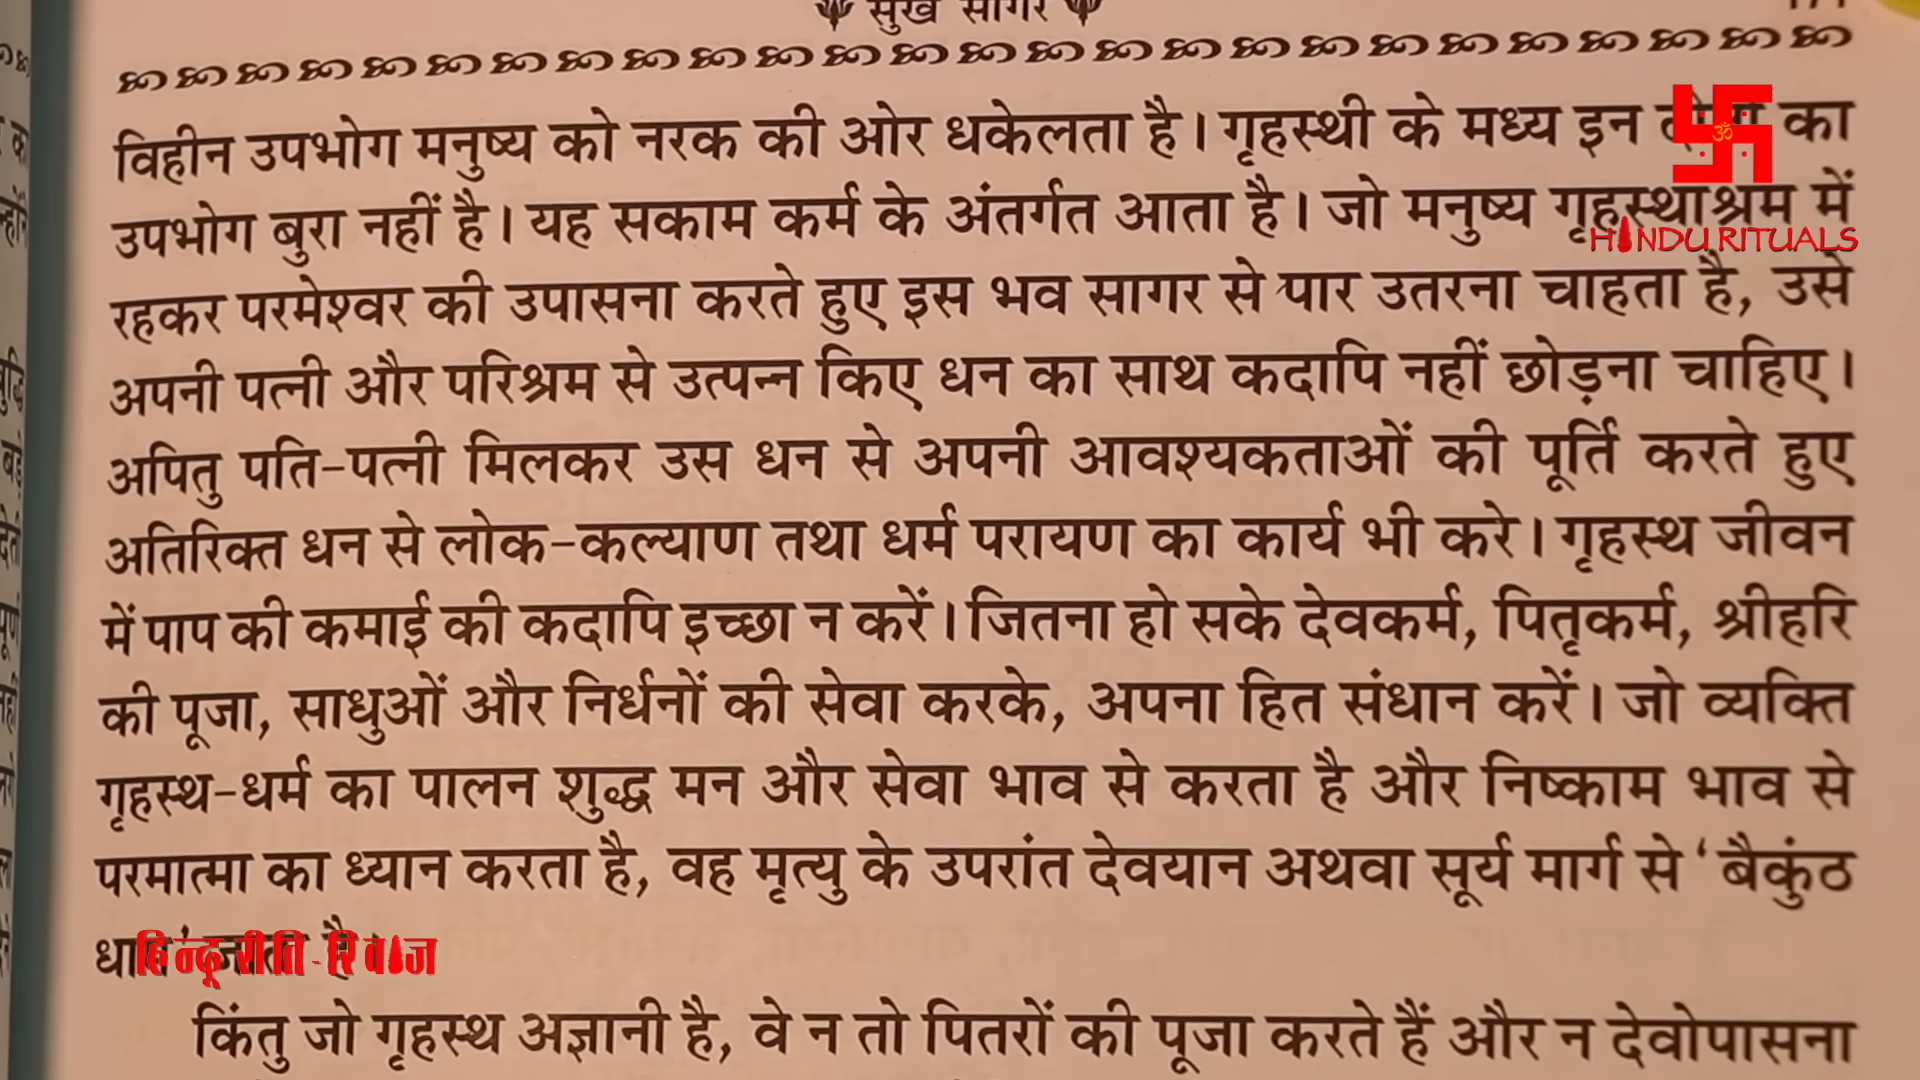 सुख सागर
विहीन उपभोग मनुष्य को नरक की ओर धकेलता है। गृहस्थी के मध्य इन का
उपभोग बुरा नहीं है। यह सकाम कर्म के अंतर्गत आता है। जो मनुष्य गृहस्थाश्रम में
HINDU RITUALS
रहकर परमेश्वर की उपासना करते हुए इस भव सागर से पार उतरना चाहता है, उसे
अपनी पत्नी और परिश्रम से उत्पन्न किए धन का साथ कदापि नहीं छोड़ना चाहिए।
अपितु पति-पत्नी मिलकर उस धन से अपनी आवश्यकताओं की पूर्ति करते हुए
अतिरिक्त धन से लोक-कल्याण तथा धर्म परायण का कार्य भी करे। गृहस्थ जीवन
में पाप की कमाई की कदापि इच्छा न करें। जितना हो सके देवकर्म, पितृकर्म, श्रीहरि
की पूजा, साधुओं और निर्धनों की सेवा करके, अपना हित संधान करें। जो व्यक्ति
गृहस्थ-धर्म का पालन शुद्ध मन और सेवा भाव से करता है और निष्काम भाव से
परमात्मा का ध्यान करता है, वह मृत्यु के उपरांत देवयान अथवा सूर्य मार्ग से ‘बैकुंठ
हिन्दू रीति-रिवाज
किंतु जो गृहस्थ अज्ञानी है, वे न तो पितरों की पूजा करते हैं और न देवोपासना